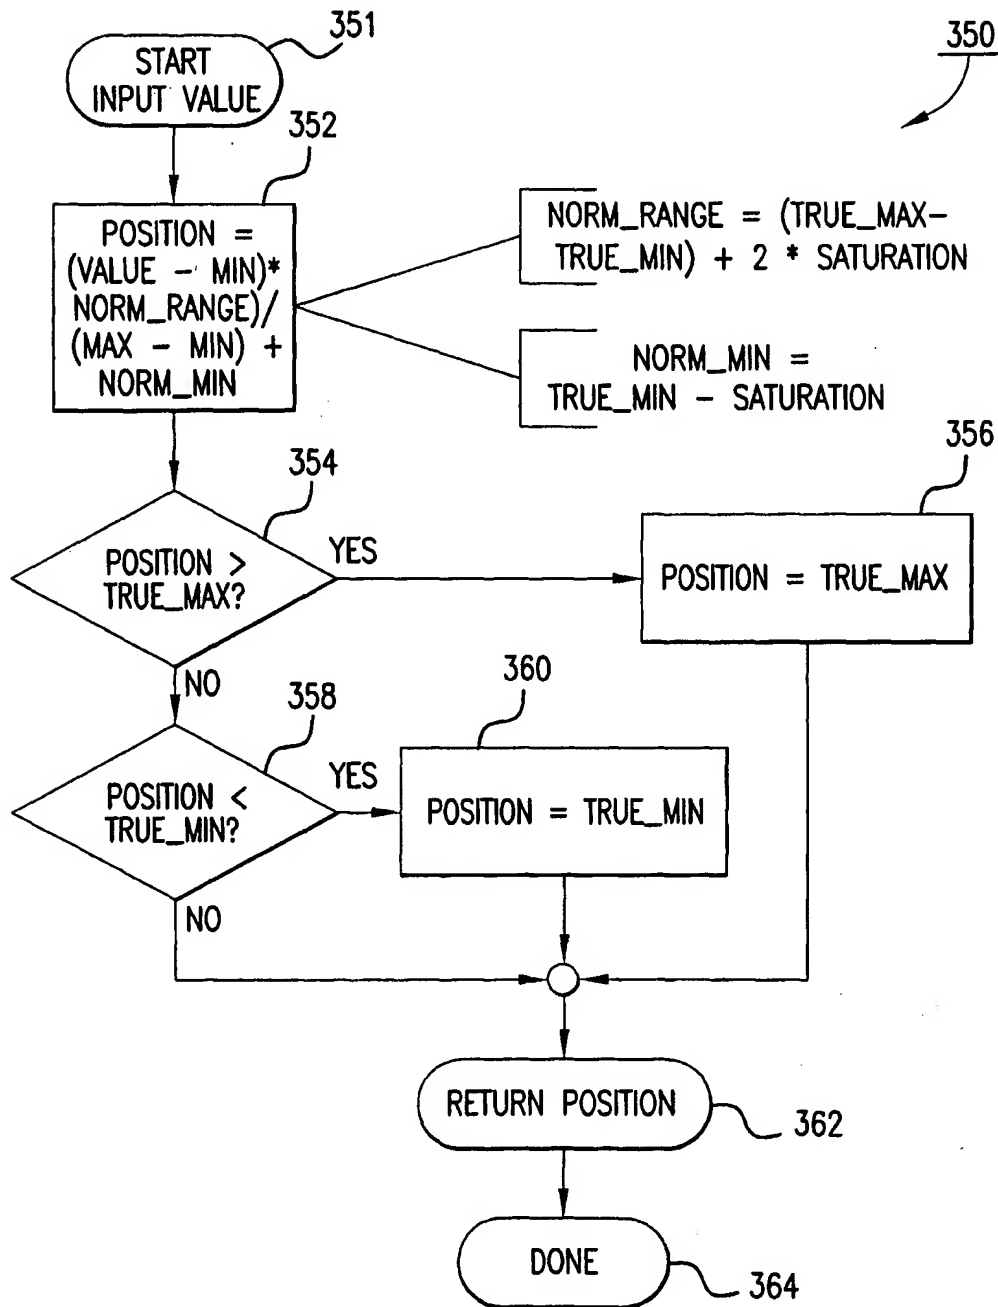 351
350
START
INPUT VALUE
352
POSITION =
(VALUE - MIN)*
NORM_RANGE)/
(MAX - MIN) +
NORM_MIN
NORM_RANGE = (TRUE_MAX-
TRUE_MIN) + 2 * SATURATION
NORM_MIN =
TRUE_MIN - SATURATION
354
356
POSITION >
TRUE_MAX?
YES
POSITION = TRUE_MAX
NO
358
360
POSITION <
TRUE_MIN?
YES
POSITION = TRUE_MIN
NO
RETURN POSITION
362
DONE
364